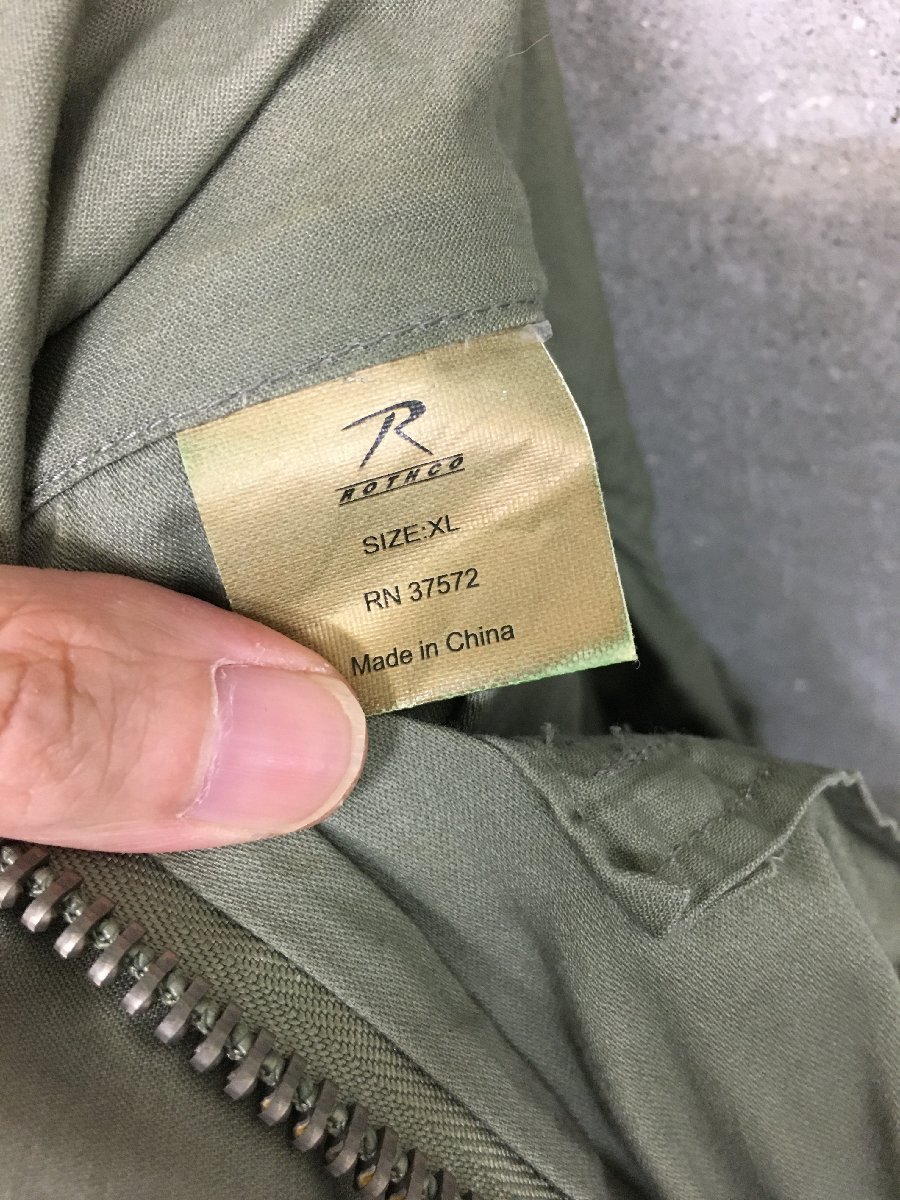 R
ROTHCO
SIZE:XL
RN 37572
Made in China